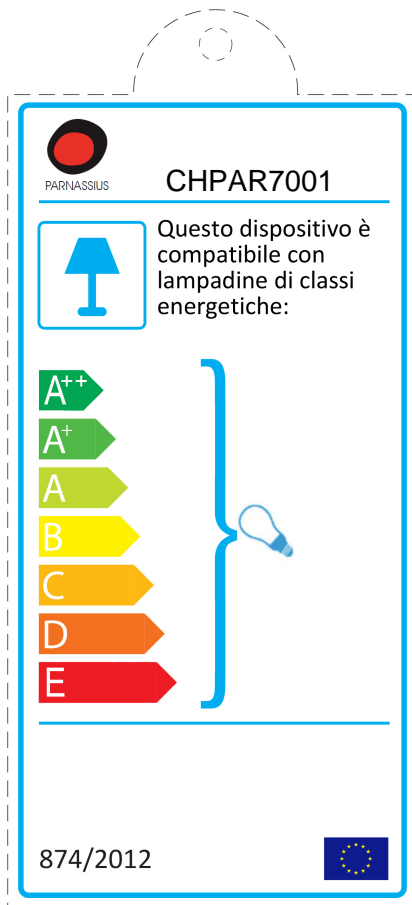 PARNASSIUS
CHPAR7001
Questo dispositivo è
compatibile con
lampadine di classi
energetiche:
A++
A+
A
B
C
D
E
874/2012